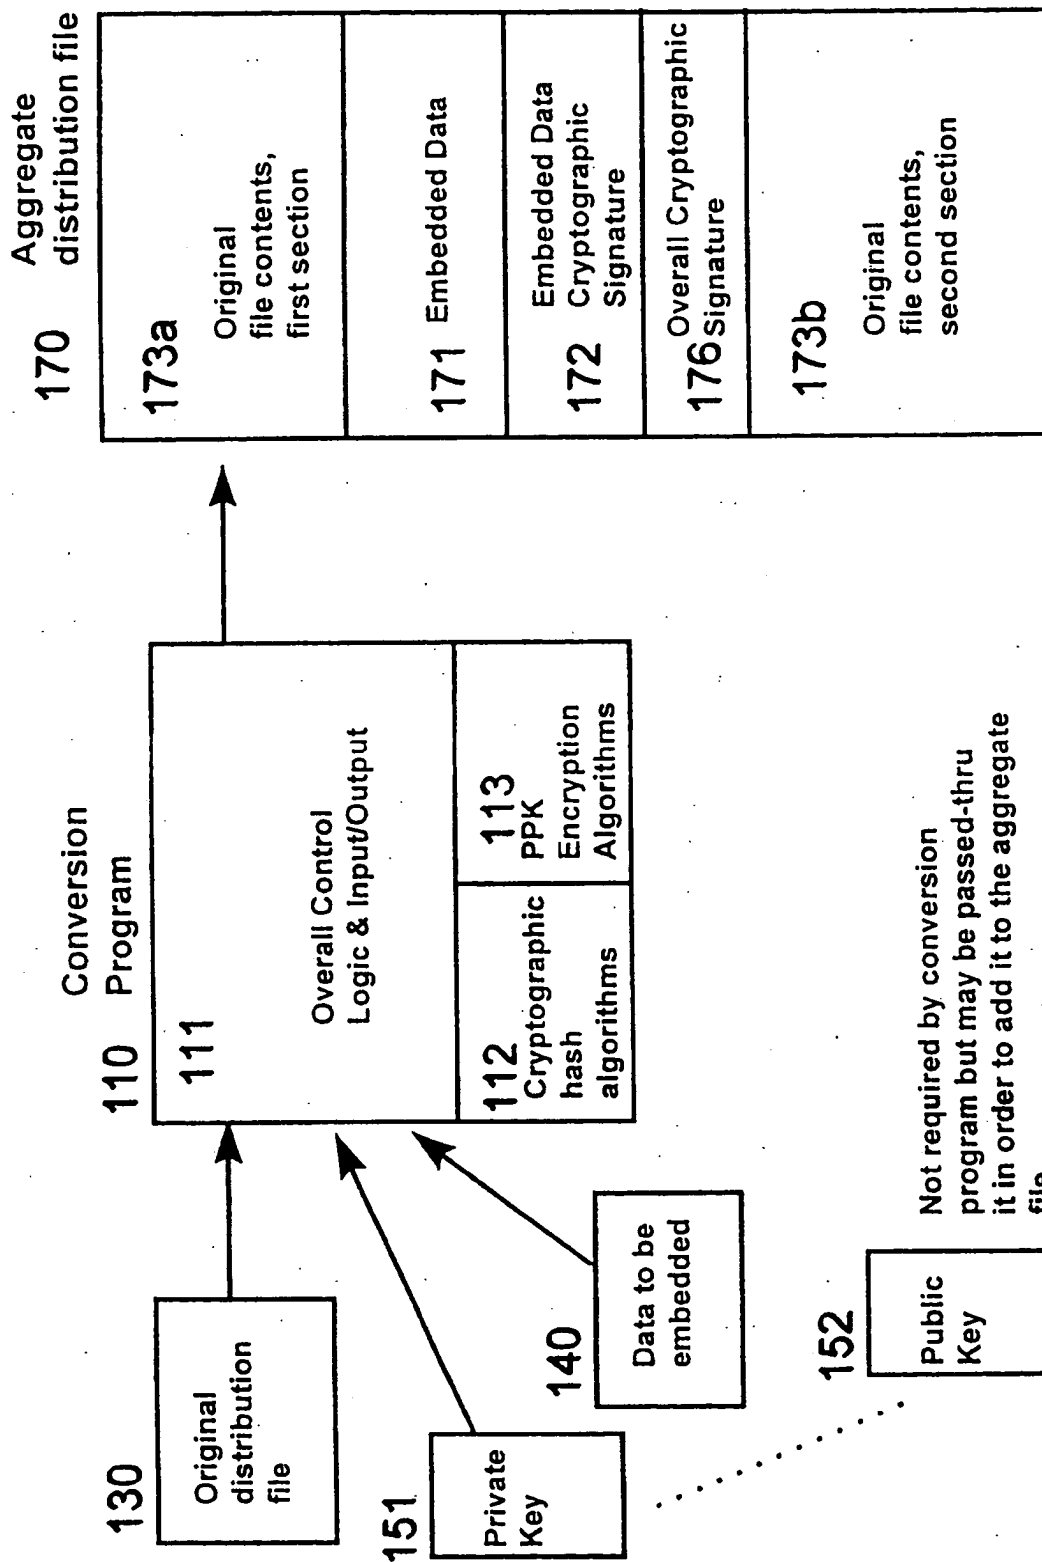 130
Original
distribution
file
151
Private
Key
140
Data to be
embedded
152
Public
Key
Not required by conversion
program but may be passed-thru
it in order to add it to the aggregate
file
Conversion
110 Program
111
Overall Control
Logic & Input/Output
112
Cryptographic
hash
algorithms
113
PPK
Encryption
Algorithms
170
Aggregate
distribution file
173a
Original
file contents,
first section
171 Embedded Data
172
Embedded Data
Cryptographic
Signature
176
Overall Cryptographic
Signature
173b
Original
file contents,
second section